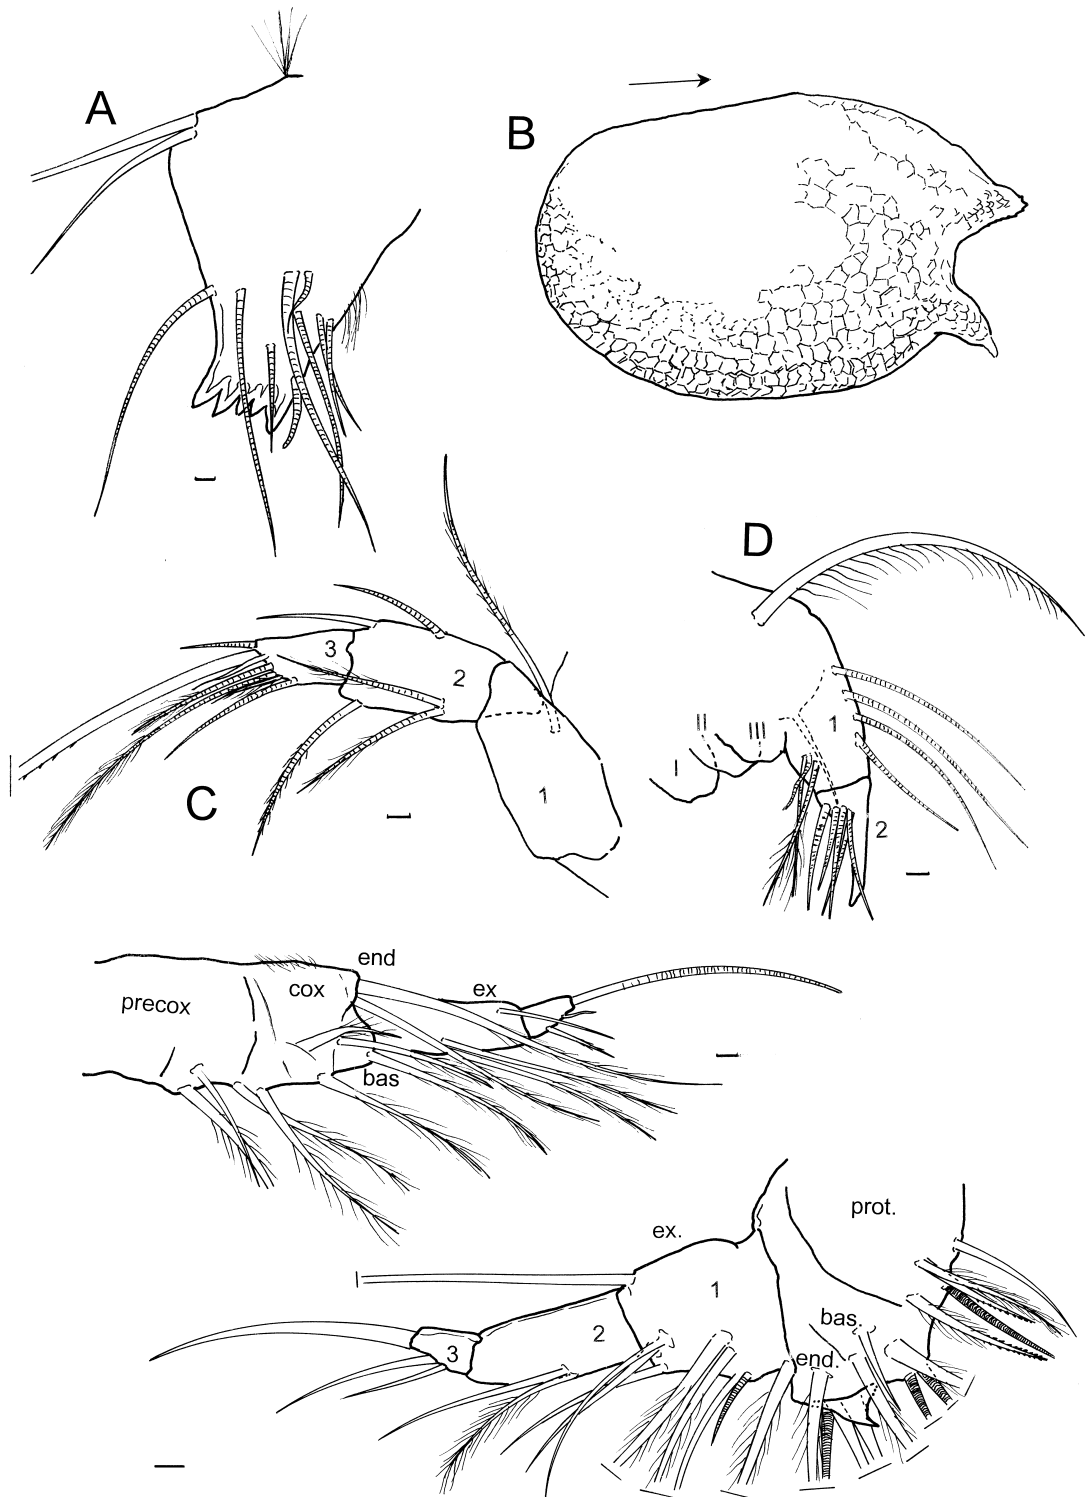 A
B
C
3
2
1
D
I
II
III
1
2
precox
cox
end
ex
bas
ex.
1
2
3
prot.
bas.
end.